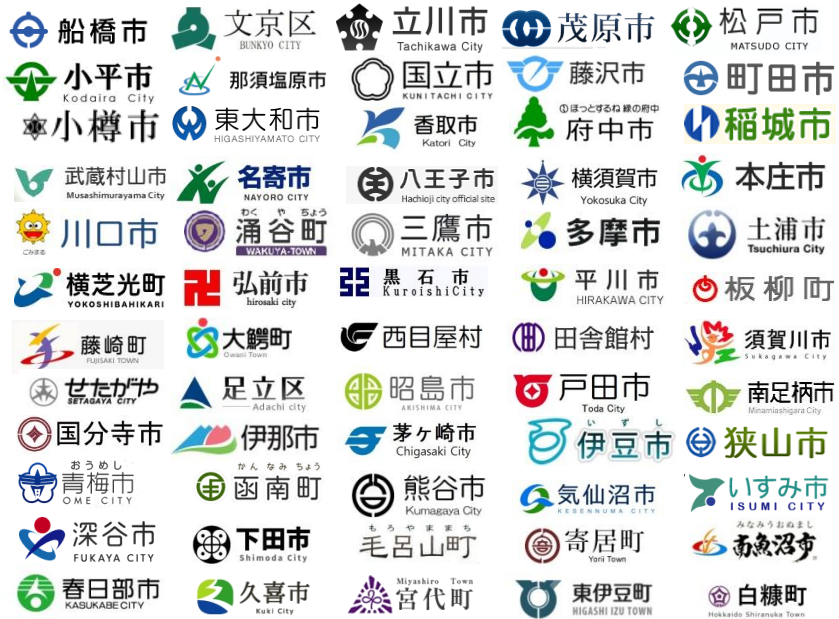 船橋市
文京区
BUNKYO CITY
立川市
Tachikawa City
茂原市
松戸市
MATSUDO CITY
小平市
Kodaira City
那須塩原市
国立市
KUNITACHI CITY
藤沢市
町田市
小樽市
東大和市
HIGASHIYAMATO CITY
香取市
Katori City
①ほっとするね 緑の府中
府中市
稲城市
武蔵村山市
Musashimurayama City
名寄市
NAYORO CITY
八王子市
Hachioji city official site
横須賀市
Yokosuka City
本庄市
川口市
ごみまる
わくやちょう
涌谷町
WAKUYA-TOWN
三鷹市
MITAKA CITY
多摩市
土浦市
Tsuchiura City
横芝光町
YOKOSHIBAHIKARI
弘前市
hirosaki city
黒石市
KuroishiCity
平川市
HIRAKAWA CITY
板柳町
藤崎町
FUJISAKI TOWN
大鰐町
Owani Town
西目屋村
田舎館村
須賀川市
Sukagawa City
せたがや
SETAGAYA CITY
足立区
Adachi city
昭島市
AKISHIMA CITY
戸田市
Toda City
南足柄市
Minamiashigara City
国分寺市
伊那市
茅ヶ崎市
Chigasaki City
いずし
伊豆市
狭山市
おうめし
青梅市
OME CITY
かんなみちょう
函南町
熊谷市
Kumagaya City
気仙沼市
KESENNUMA CITY
いすみ市
ISUMI CITY
深谷市
FUKAYA CITY
下田市
Shimoda City
もろやままち
毛呂山町
寄居町
Yorii Town
みなみうおぬまし
南魚沼市
春日部市
KASUKABE CITY
久喜市
Kuki City
Miyashiro Town
宮代町
東伊豆町
HIGASHI IZU TOWN
白糠町
Hokkaido Shiranuka Town